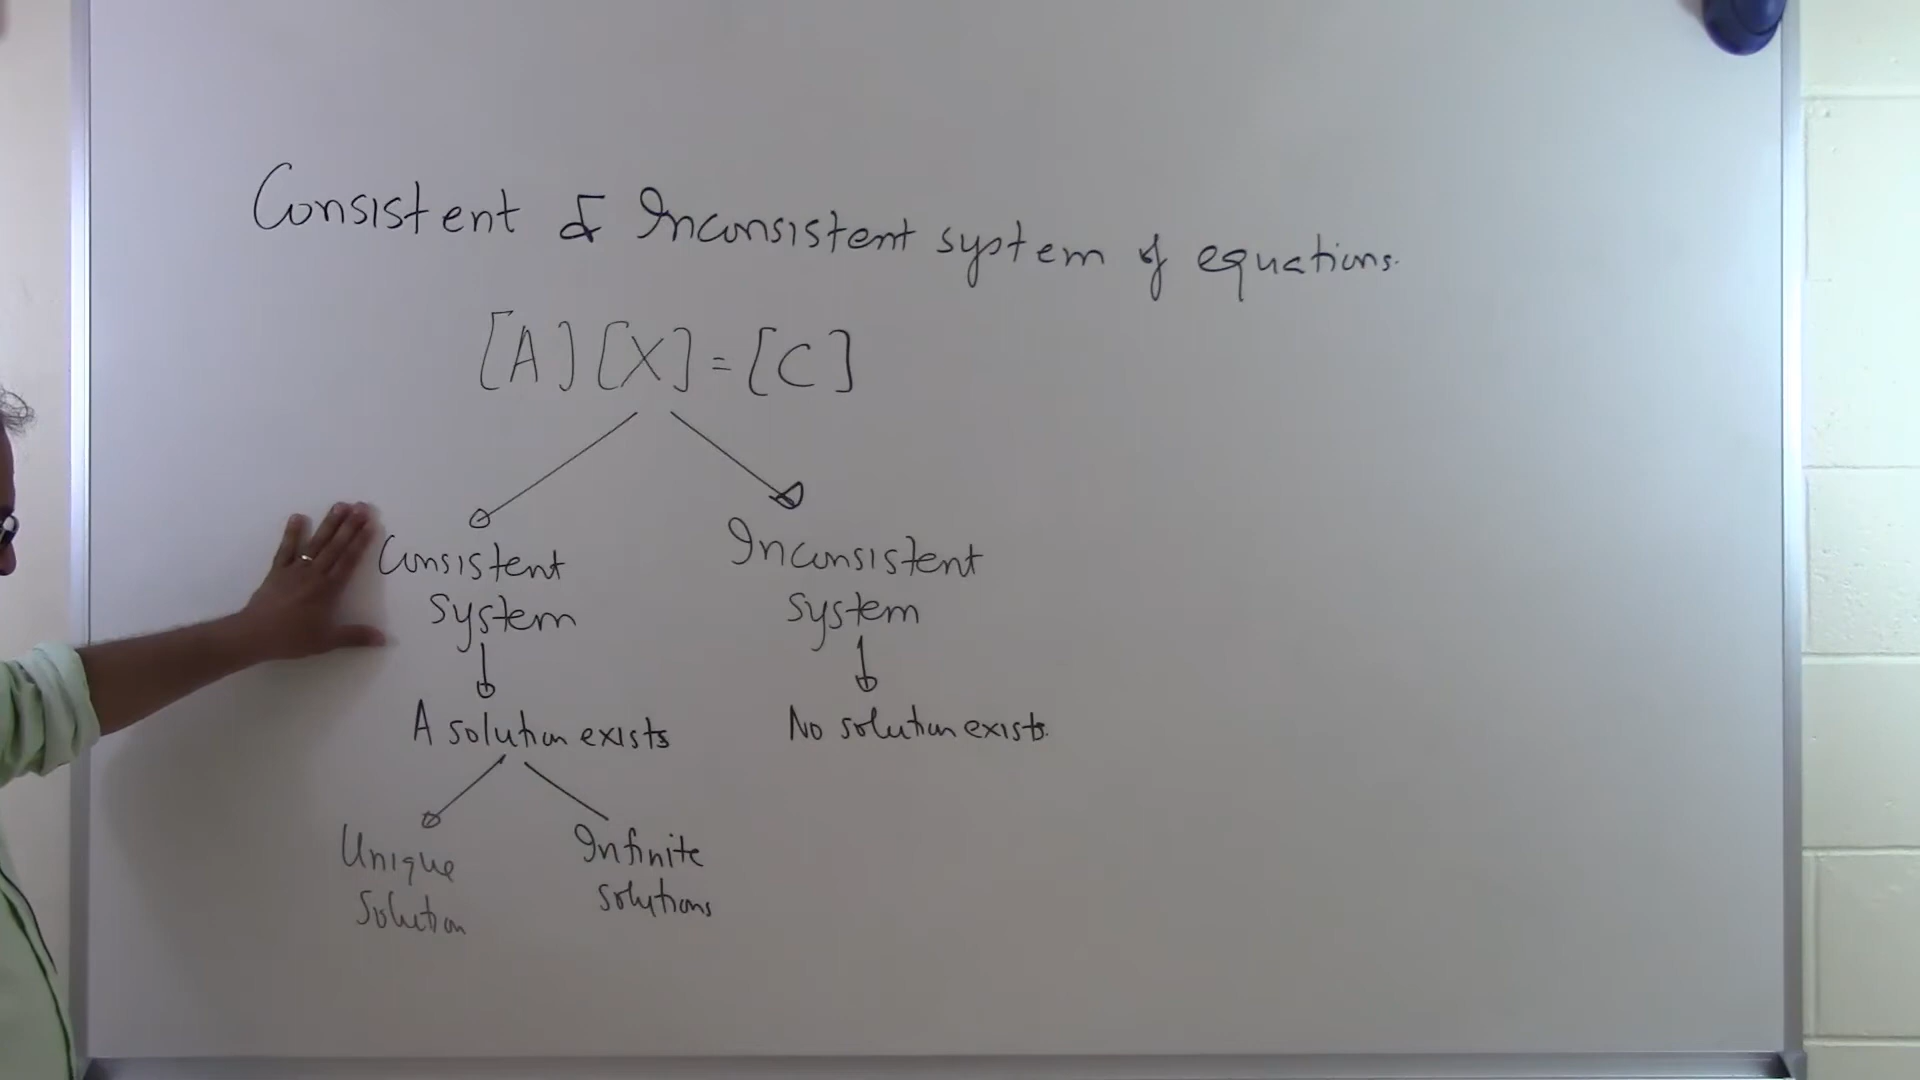 Consistent & Inconsistent system of equations.
[A] [X] = [C]
Consistent
system
Inconsistent
system
A solution exists
No solution exists.
Unique
Solution
Infinite
solutions